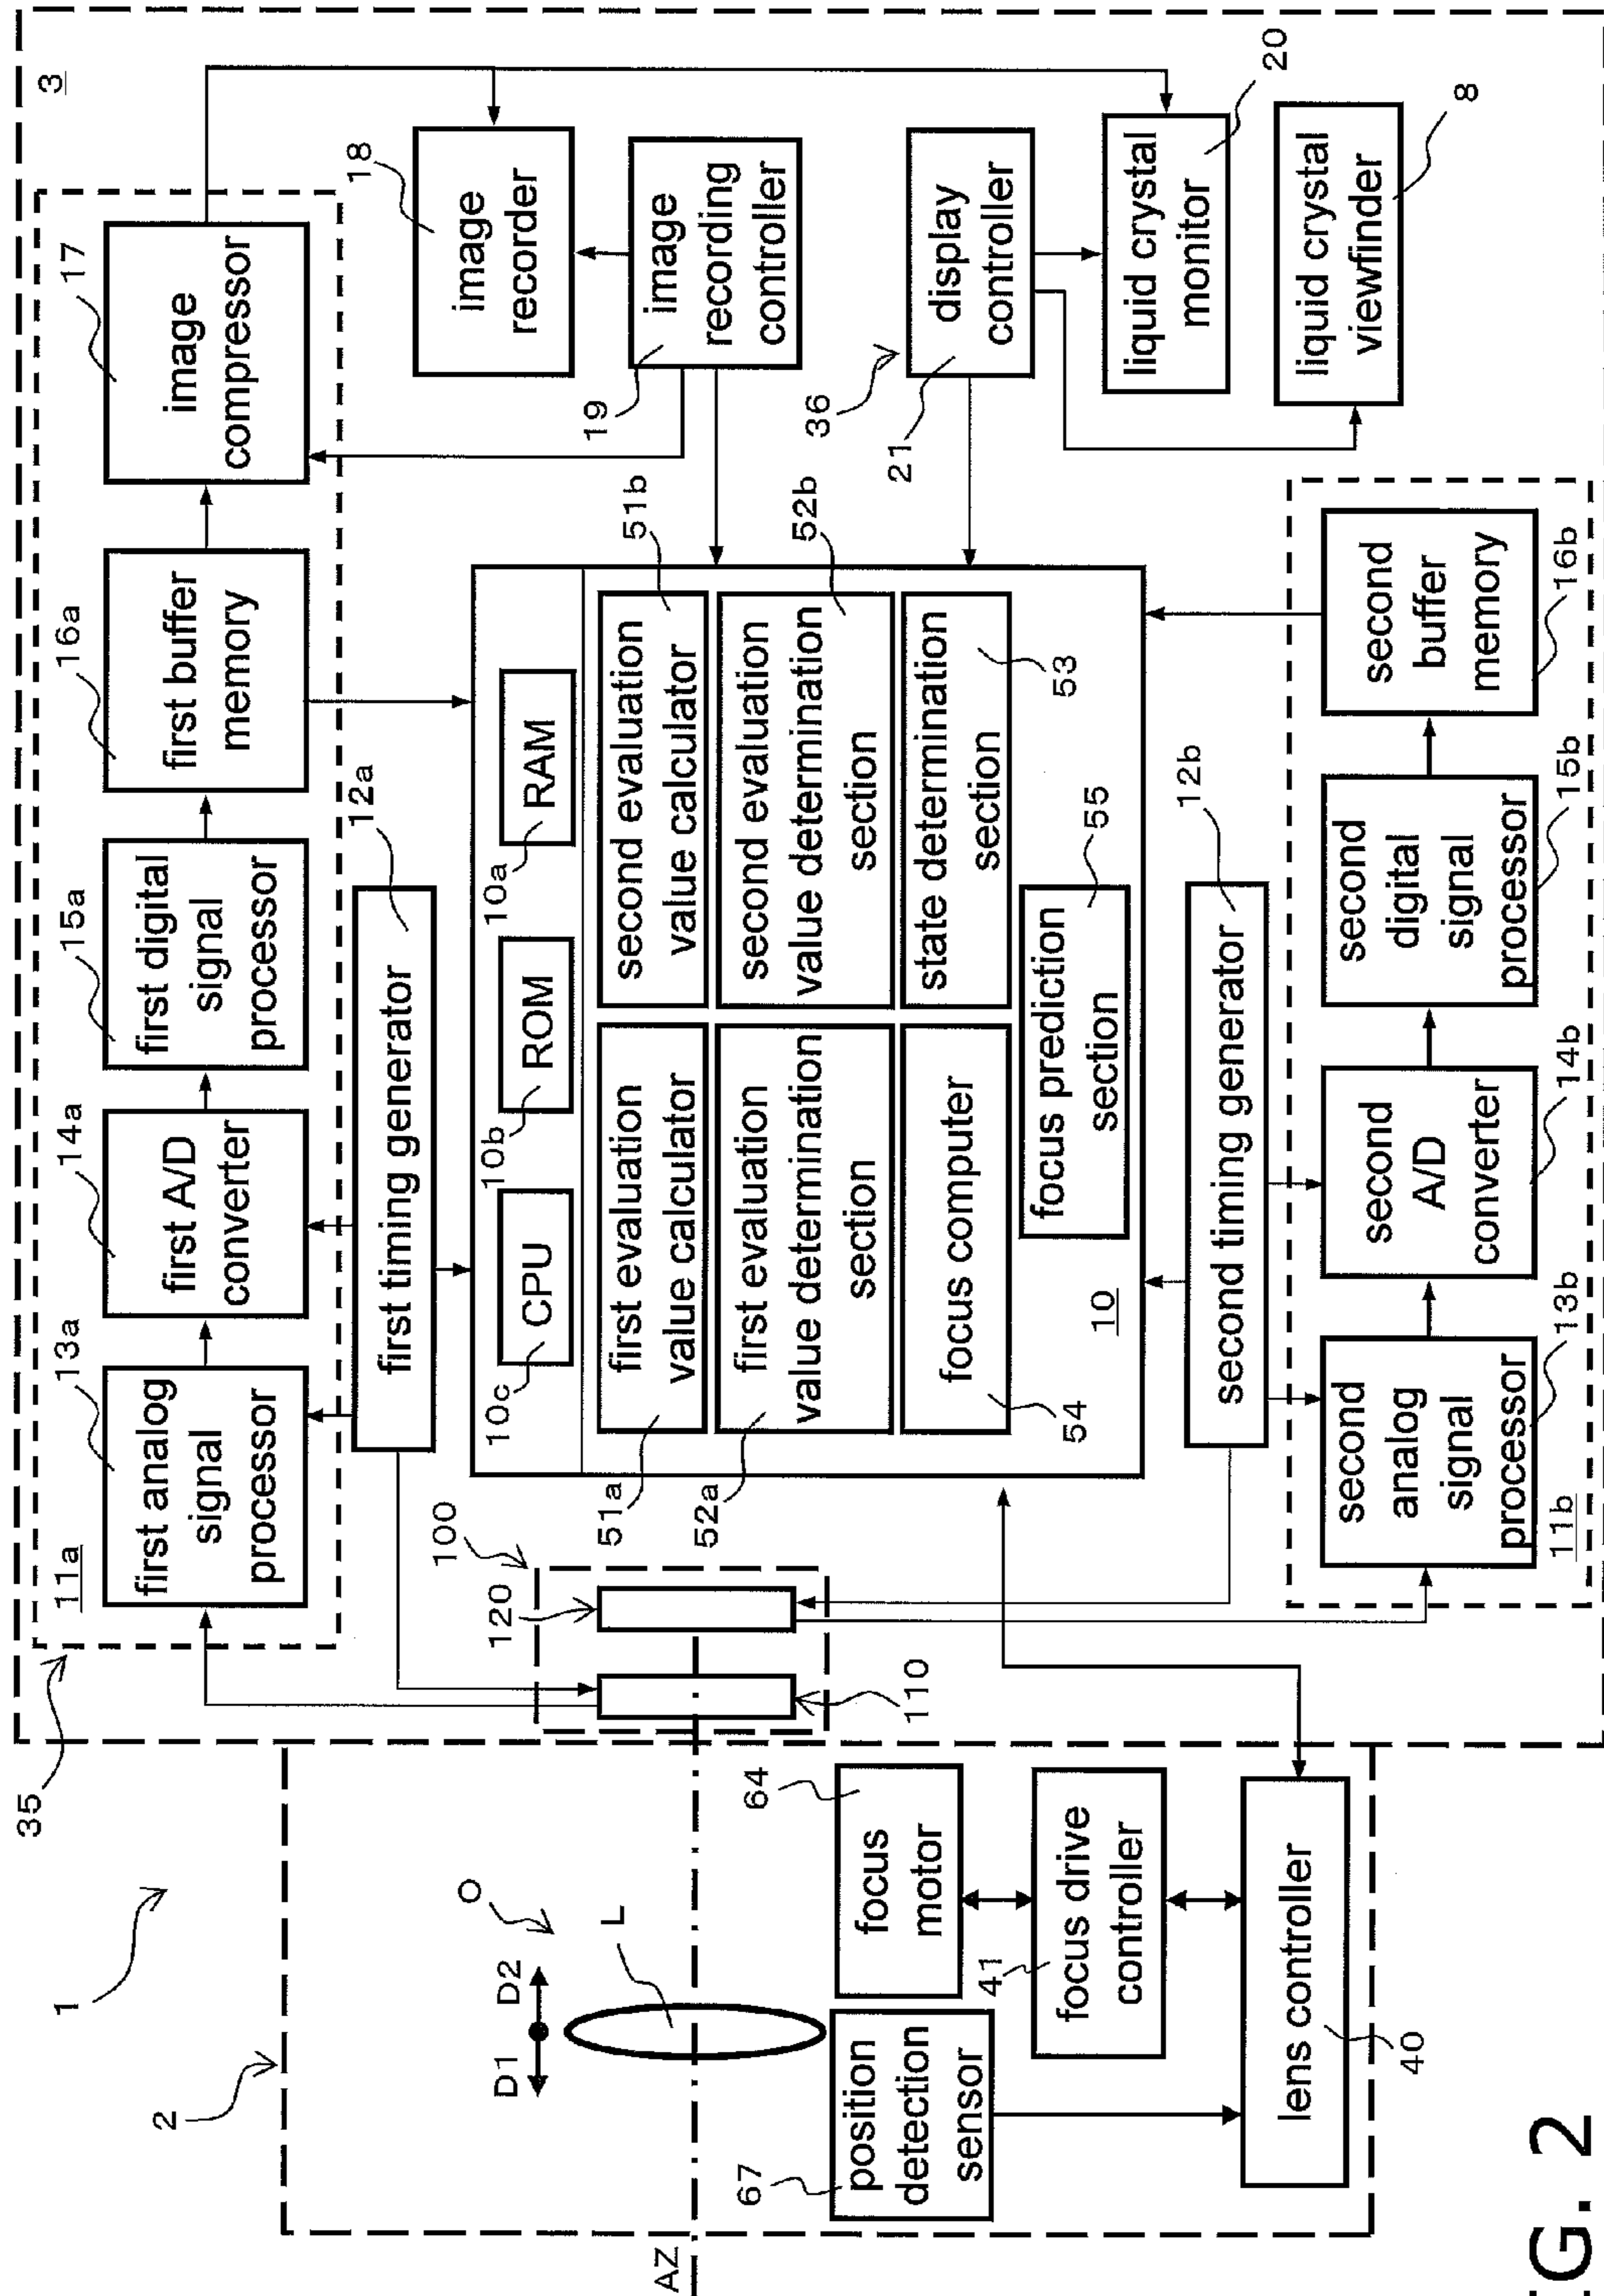 3
35
11a
13a
first analog
signal
processor
14a
first A/D
converter
15a
first digital
signal
processor
16a
first buffer
memory
17
image
compressor
12a
first timing generator
18
image
recorder
19
image
recording
controller
36
21
display
controller
liquid crystal
monitor
20
liquid crystal
viewfinder
8
10c
CPU
10b
ROM
10a
RAM
51a
first evaluation
value calculator
51b
second evaluation
value calculator
52a
first evaluation
value determination
section
52b
second evaluation
value determination
section
54
focus computer
53
state determination
section
55
focus prediction
section
10
12b
second timing generator
11b
second
analog
signal
processor
13b
second
A/D
converter
14b
second
digital
signal
processor
15b
second
buffer
memory
16b
100
120
110
1
2
D1
D2
O
L
AZ
67
position
detection
sensor
64
focus
motor
41
focus drive
controller
lens controller
40
G. 2